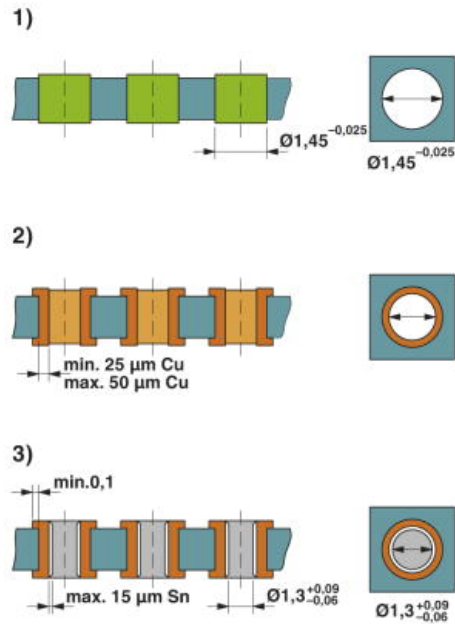 1)
Ø1,45-0,025
Ø1,45-0,025
2)
min. 25 µm Cu
max. 50 µm Cu
3)
min.0,1
max. 15 µm Sn
Ø1,3+0,09-0,06
Ø1,3+0,09-0,06